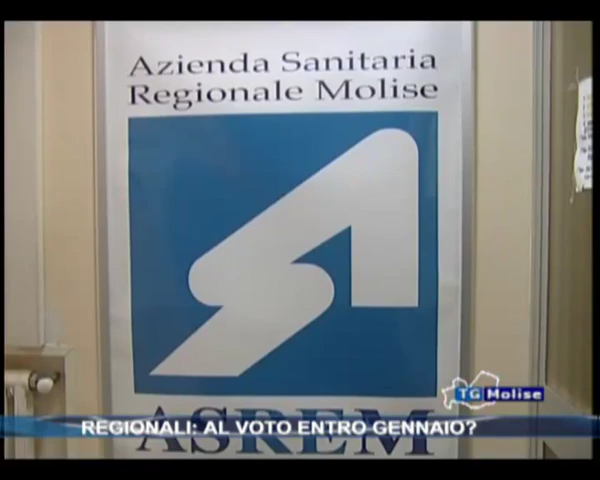 Azienda Sanitaria
Regionale Molise
TG Molise
REGIONALI: AL VOTO ENTRO GENNAIO?
ASREM